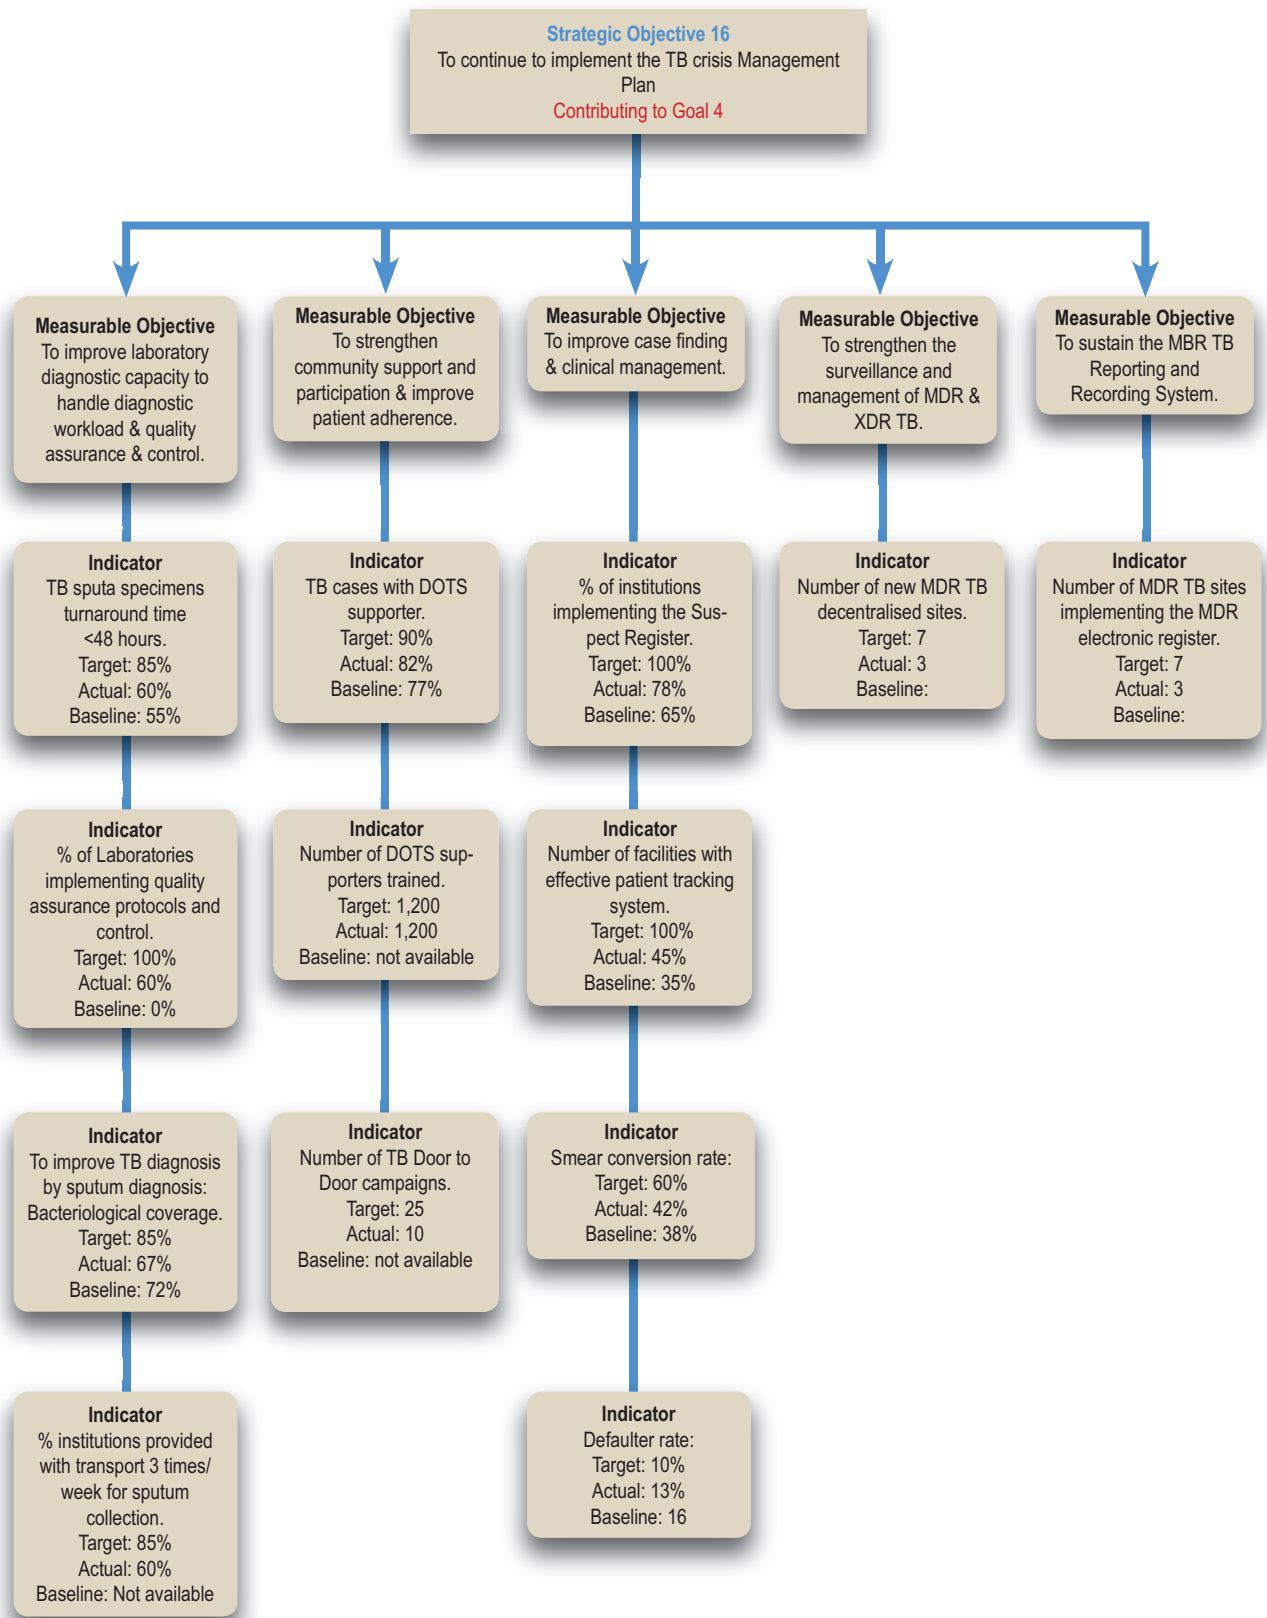 Strategic Objective 16
To continue to implement the TB crisis Management
Plan
Contributing to Goal 4
Measurable Objective
To improve laboratory
diagnostic capacity to
handle diagnostic
workload & quality
assurance & control.
Measurable Objective
To strengthen
community support and
participation & improve
patient adherence.
Measurable Objective
To improve case finding
& clinical management.
Measurable Objective
To strengthen the
surveillance and
management of MDR &
XDR TB.
Measurable Objective
To sustain the MBR TB
Reporting and
Recording System.
Indicator
TB sputa specimens
turnaround time
<48 hours.
Target: 85%
Actual: 60%
Baseline: 55%
Indicator
TB cases with DOTS
supporter.
Target: 90%
Actual: 82%
Baseline: 77%
Indicator
% of institutions
implementing the Sus-
pect Register.
Target: 100%
Actual: 78%
Baseline: 65%
Indicator
Number of new MDR TB
decentralised sites.
Target: 7
Actual: 3
Baseline:
Indicator
Number of MDR TB sites
implementing the MDR
electronic register.
Target: 7
Actual: 3
Baseline:
Indicator
% of Laboratories
implementing quality
assurance protocols and
control.
Target: 100%
Actual: 60%
Baseline: 0%
Indicator
Number of DOTS sup-
porters trained.
Target: 1,200
Actual: 1,200
Baseline: not available
Indicator
Number of facilities with
effective patient tracking
system.
Target: 100%
Actual: 45%
Baseline: 35%
Indicator
To improve TB diagnosis
by sputum diagnosis:
Bacteriological coverage.
Target: 85%
Actual: 67%
Baseline: 72%
Indicator
Number of TB Door to
Door campaigns.
Target: 25
Actual: 10
Baseline: not available
Indicator
Smear conversion rate:
Target: 60%
Actual: 42%
Baseline: 38%
Indicator
% institutions provided
with transport 3 times/
week for sputum
collection.
Target: 85%
Actual: 60%
Baseline: Not available
Indicator
Defaulter rate:
Target: 10%
Actual: 13%
Baseline: 16